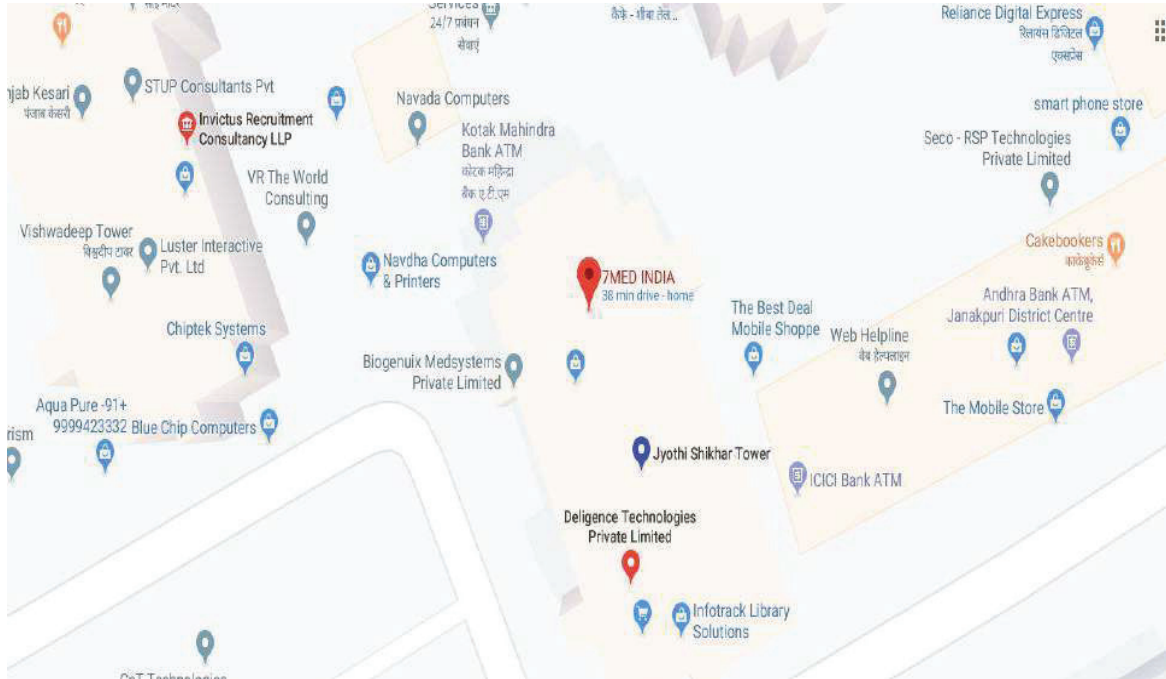 Services
24/7 प्रबंधन
सेवाएं
Reliance Digital Express
रिलायंस डिजिटल
एक्सप्रेस
STUP Consultants Pvt
njab Kesari
पंजाब केसरी
Invictus Recruitment
Consultancy LLP
Navada Computers
Kotak Mahindra
Bank ATM
कोटक महिन्द्रा
बैंक ए.टी.एम
smart phone store
Seco - RSP Technologies
Private Limited
VR The World
Consulting
Vishwadeep Tower
विश्वदीप टावर
Luster Interactive
Pvt. Ltd
Navdha Computers
& Printers
7MED INDIA
38 min drive - home
Cakebookers
काकेबूकेर्स
Andhra Bank ATM,
Janakpuri District Centre
The Best Deal
Mobile Shoppe
Web Helpline
वेब हेल्पलाइन
Chiptek Systems
Biogenuix Medsystems
Private Limited
The Mobile Store
Aqua Pure -91+
9999423332
Blue Chip Computers
rism
Jyothi Shikhar Tower
ICICI Bank ATM
Deligence Technologies
Private Limited
Infotrack Library
Solutions